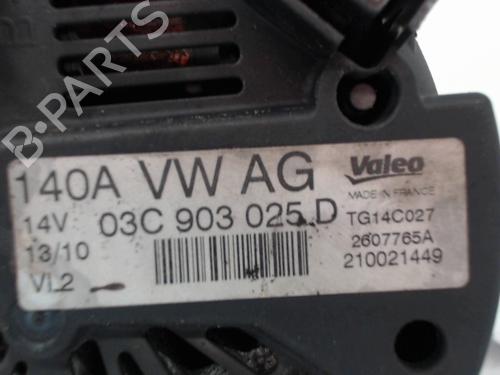 B-PARTS
140A VW AG
Valeo
MADE IN FRANCE
14V 03C 903 025 D
TG14C027
13/10
2607765A
VL2
210021449